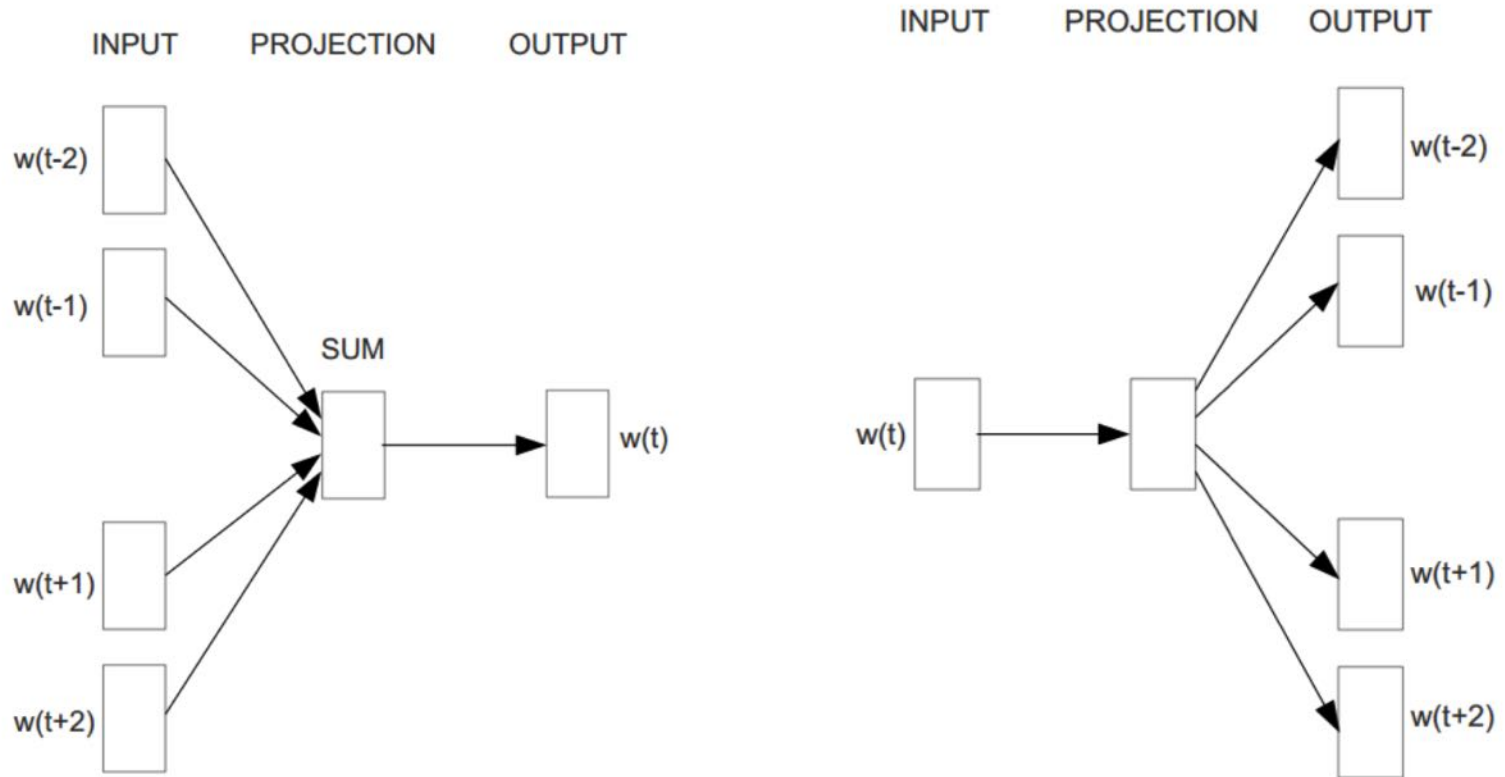 INPUT PROJECTION OUTPUT
w(t-2)
w(t-1)
SUM
w(t)
w(t+1)
w(t+2)
INPUT PROJECTION OUTPUT
w(t-2)
w(t-1)
w(t)
w(t+1)
w(t+2)